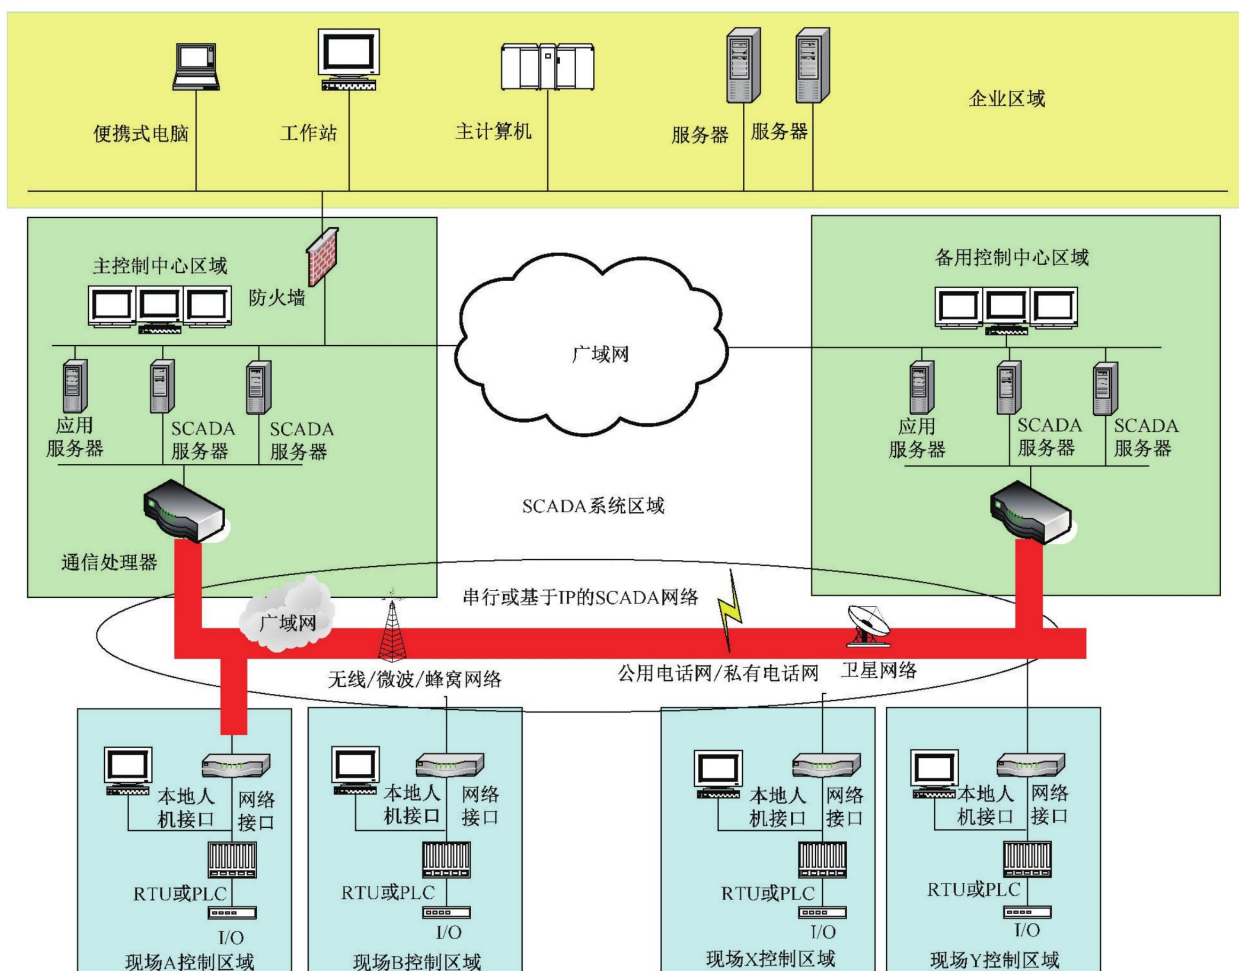 便携式电脑
工作站
主计算机
服务器
服务器
企业区域
主控制中心区域
防火墙
广域网
备用控制中心区域
应用
服务器
SCADA
服务器
SCADA
服务器
应用
服务器
SCADA
服务器
SCADA
服务器
SCADA系统区域
通信处理器
串行或基于IP的SCADA网络
广域网
无线/微波/蜂窝网络
公用电话网/私有电话网
卫星网络
本地人
机接口
网络
接口
RTU或PLC
I/O
现场A控制区域
本地人
机接口
网络
接口
RTU或PLC
I/O
现场B控制区域
本地人
机接口
网络
接口
RTU或PLC
I/O
现场X控制区域
本地人
机接口
网络
接口
RTU或PLC
I/O
现场Y控制区域